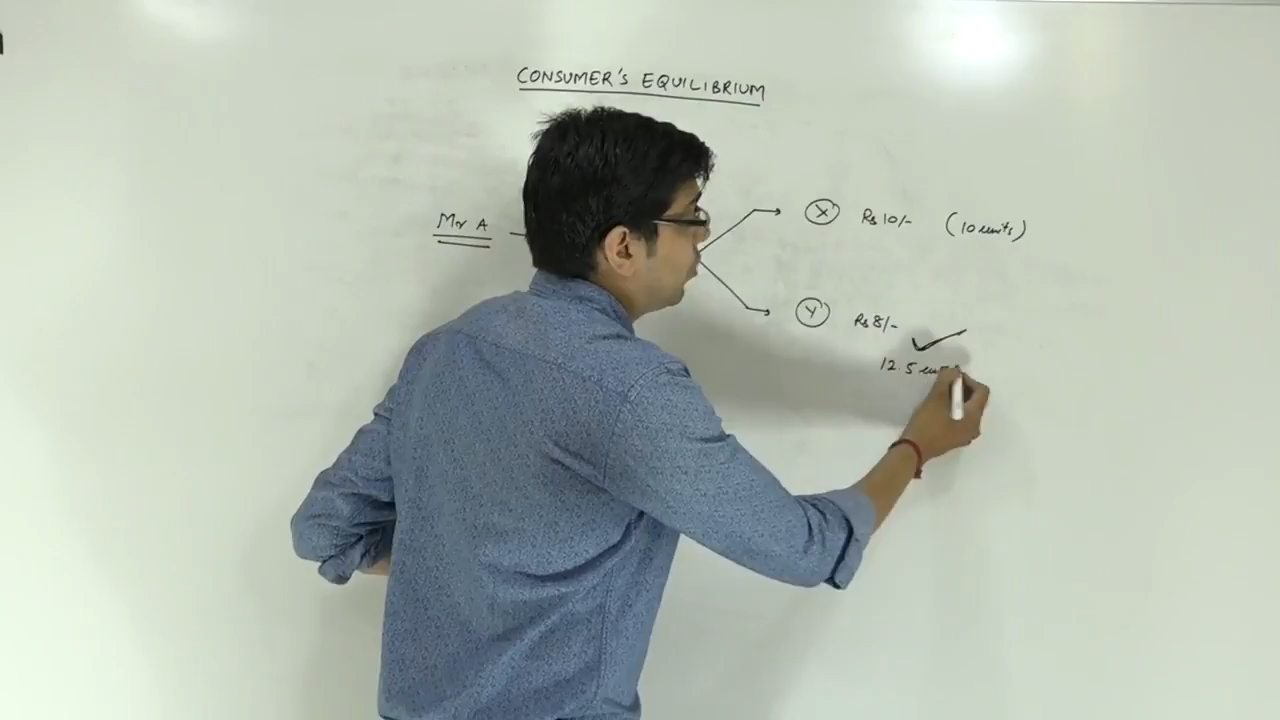 CONSUMER'S EQUILIBRIUM
Mr A
X Rs 10/- (10 units)
Y Rs 8/-
12.5